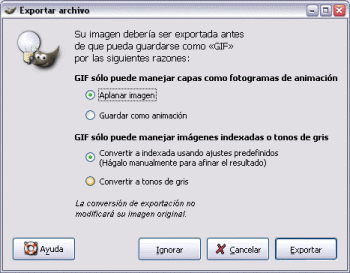 Exportar archivo
Su imagen debería ser exportada antes
de que pueda guardarse como «GIF»
por las siguientes razones:
GIF sólo puede manejar capas como fotogramas de animación
Aplanar imagen
Guardar como animación
GIF sólo puede manejar imágenes indexadas o tonos de gris
Convertir a indexada usando ajustes predefinidos
(Hágalo manualmente para afinar el resultado)
Convertir a tonos de gris
La conversión de exportación no
modificará su imagen original.
Ayuda
Ignorar
Cancelar
Exportar